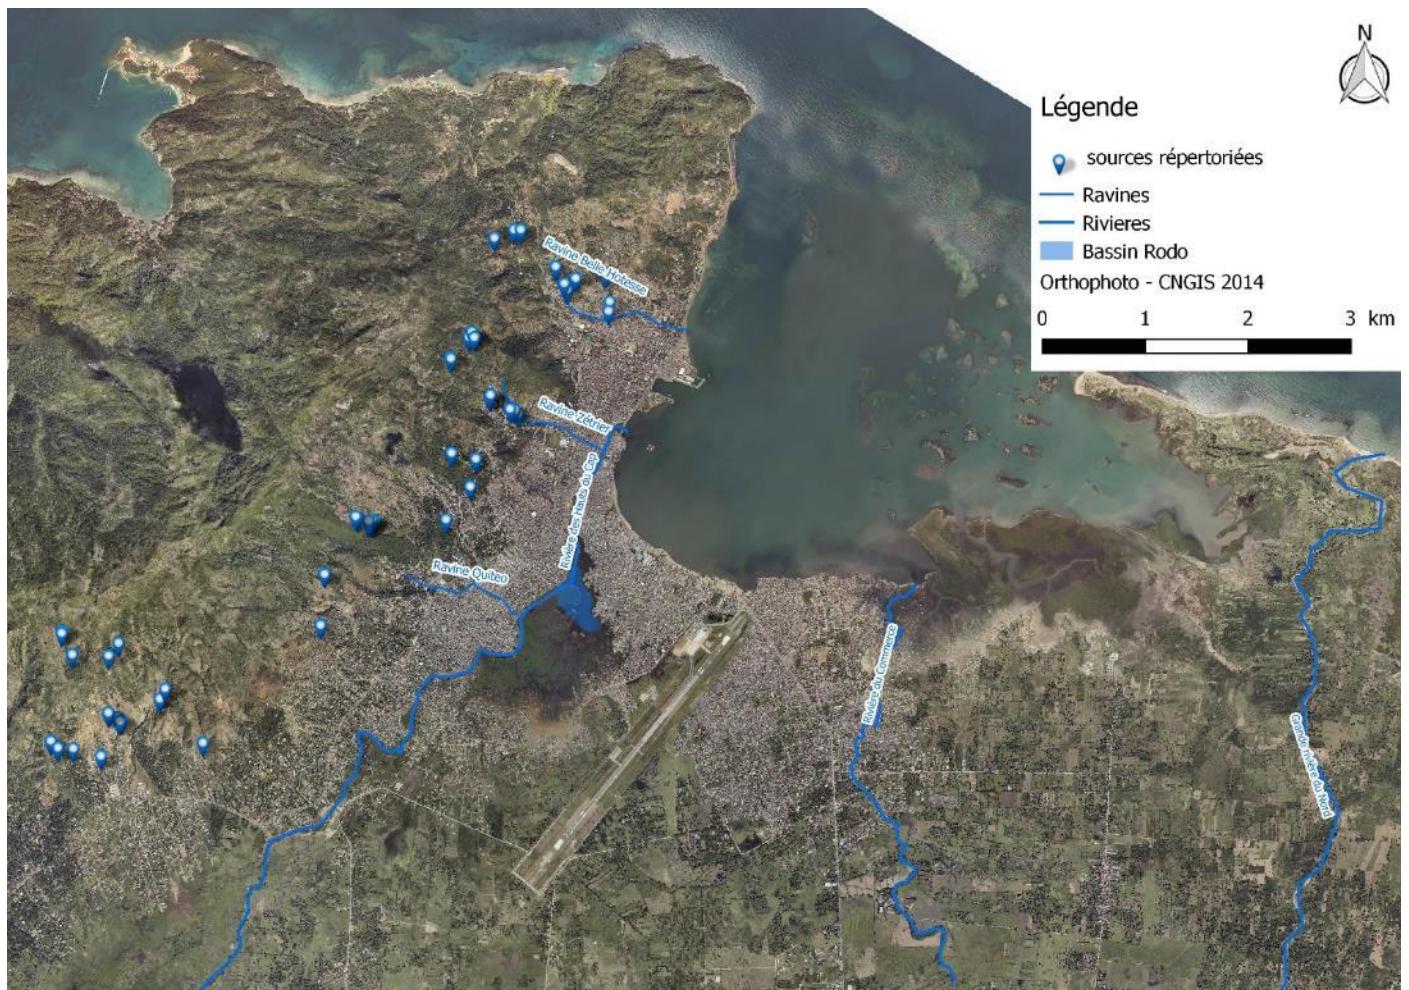 N
Légende
sources répertoriées
Ravines
Rivieres
Bassin Rodo
Orthophoto - CNGIS 2014
0 1 2 3 km
Ravine Belle Hotesse
Ravine Zétrier
Rivière des Hauts du Cap
Ravine Quiteo
Rivière du Commerce
Grande rivière du Nord